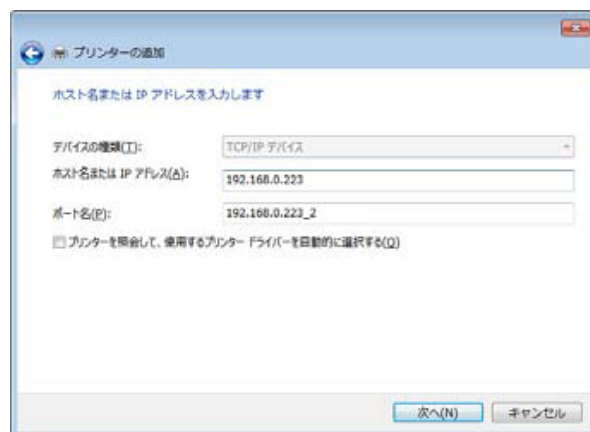 プリンターの追加
ホスト名または IP アドレスを入力します
デバイスの種類(T): TCP/IP デバイス
ホスト名または IP アドレス(A): 192.168.0.223
ポート名(P): 192.168.0.223_2
プリンターを照会して、使用するプリンター ドライバーを自動的に選択する(Q)
次へ(N) キャンセル